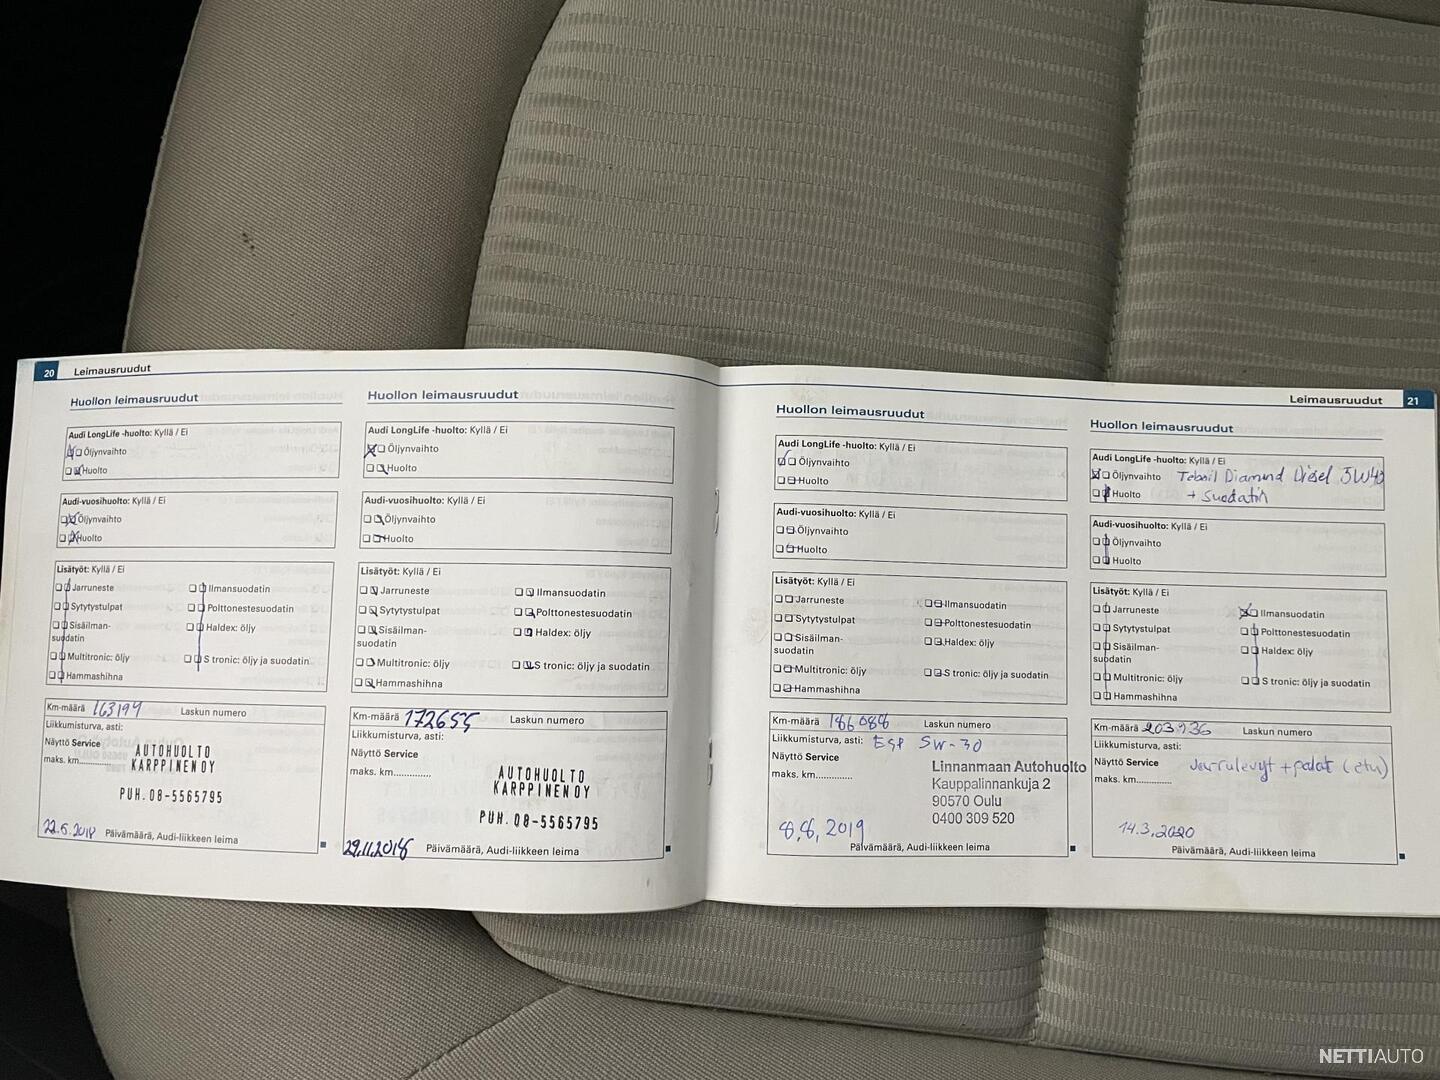 20 Leimausruudut
Huollon leimausruudut
Audi LongLife -huolto: Kyllä / Ei
Öljynvaihto
Huolto
Audi-vuosihuolto: Kyllä / Ei
Öljynvaihto
Huolto
Lisätyöt: Kyllä / Ei
Jarruneste
Ilmansuodatin
Sytytystulpat
Polttonestesuodatin
Sisäilman-
suodatin
Haldex: öljy
Multitronic: öljy
S tronic: öljy ja suodatin
Hammashihna
Km-määrä 163194 Laskun numero
Liikkumisturva, asti:
Näyttö Service
maks. km..............
AUTOHUOLTO
KARPPINEN OY
PUH. 08-5565795
22.5.2018 Päivämäärä, Audi-liikkeen leima
Huollon leimausruudut
Audi LongLife -huolto: Kyllä / Ei
Öljynvaihto
Huolto
Audi-vuosihuolto: Kyllä / Ei
Öljynvaihto
Huolto
Lisätyöt: Kyllä / Ei
Jarruneste
Ilmansuodatin
Sytytystulpat
Polttonestesuodatin
Sisäilman-
suodatin
Haldex: öljy
Multitronic: öljy
S tronic: öljy ja suodatin
Hammashihna
Km-määrä 172655 Laskun numero
Liikkumisturva, asti:
Näyttö Service
maks. km..............
AUTOHUOLTO
KARPPINEN OY
PUH. 08-5565795
29.11.2018 Päivämäärä, Audi-liikkeen leima
Leimausruudut 21
Huollon leimausruudut
Audi LongLife -huolto: Kyllä / Ei
Öljynvaihto
Huolto
Audi-vuosihuolto: Kyllä / Ei
Öljynvaihto
Huolto
Lisätyöt: Kyllä / Ei
Jarruneste
Ilmansuodatin
Sytytystulpat
Polttonestesuodatin
Sisäilman-
suodatin
Haldex: öljy
Multitronic: öljy
S tronic: öljy ja suodatin
Hammashihna
Km-määrä 186088 Laskun numero
Liikkumisturva, asti: 5W-30
Näyttö Service
maks. km..............
Linnanmaan Autohuolto
Kauppalinnankuja 2
90570 Oulu
0400 309 520
8.8, 2019
Päivämäärä, Audi-liikkeen leima
Huollon leimausruudut
Audi LongLife -huolto: Kyllä / Ei
Öljynvaihto Diamond Diesel 5W40
Huolto + Suodatin
Audi-vuosihuolto: Kyllä / Ei
Öljynvaihto
Huolto
Lisätyöt: Kyllä / Ei
Jarruneste
Ilmansuodatin
Sytytystulpat
Polttonestesuodatin
Sisäilman-
suodatin
Haldex: öljy
Multitronic: öljy
S tronic: öljy ja suodatin
Hammashihna
Km-määrä 203936 Laskun numero
Liikkumisturva, asti:
Näyttö Service Jarrulevyt + palat (etu)
maks. km..............
14.3.2020
Päivämäärä, Audi-liikkeen leima
NETTIAUTO